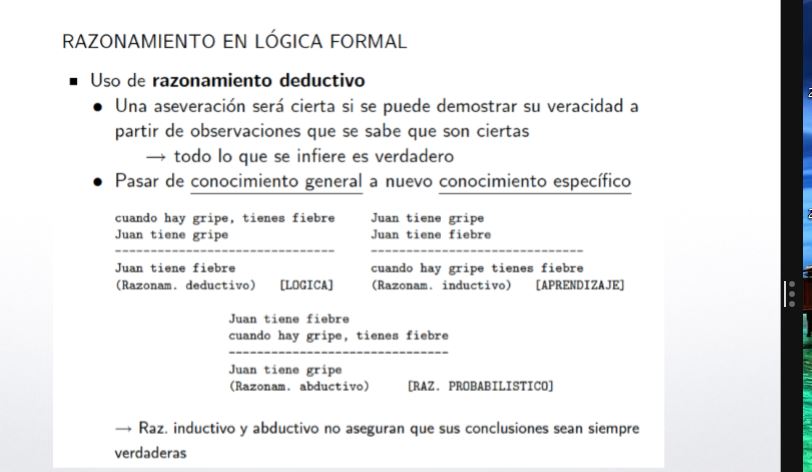 RAZONAMIENTO EN LÓGICA FORMAL
▪ Uso de razonamiento deductivo
• Una aseveración será cierta si se puede demostrar su veracidad a
partir de observaciones que se sabe que son ciertas
→ todo lo que se infiere es verdadero
• Pasar de conocimiento general a nuevo conocimiento específico
cuando hay gripe, tienes fiebre
Juan tiene gripe
-------------------------------
Juan tiene fiebre
(Razonam. deductivo) [LOGICA]
Juan tiene gripe
Juan tiene fiebre
------------------------------
cuando hay gripe tienes fiebre
(Razonam. inductivo) [APRENDIZAJE]
Juan tiene fiebre
cuando hay gripe, tienes fiebre
-------------------------------
Juan tiene gripe
(Razonam. abductivo) [RAZ. PROBABILISTICO]
→ Raz. inductivo y abductivo no aseguran que sus conclusiones sean siempre
verdaderas